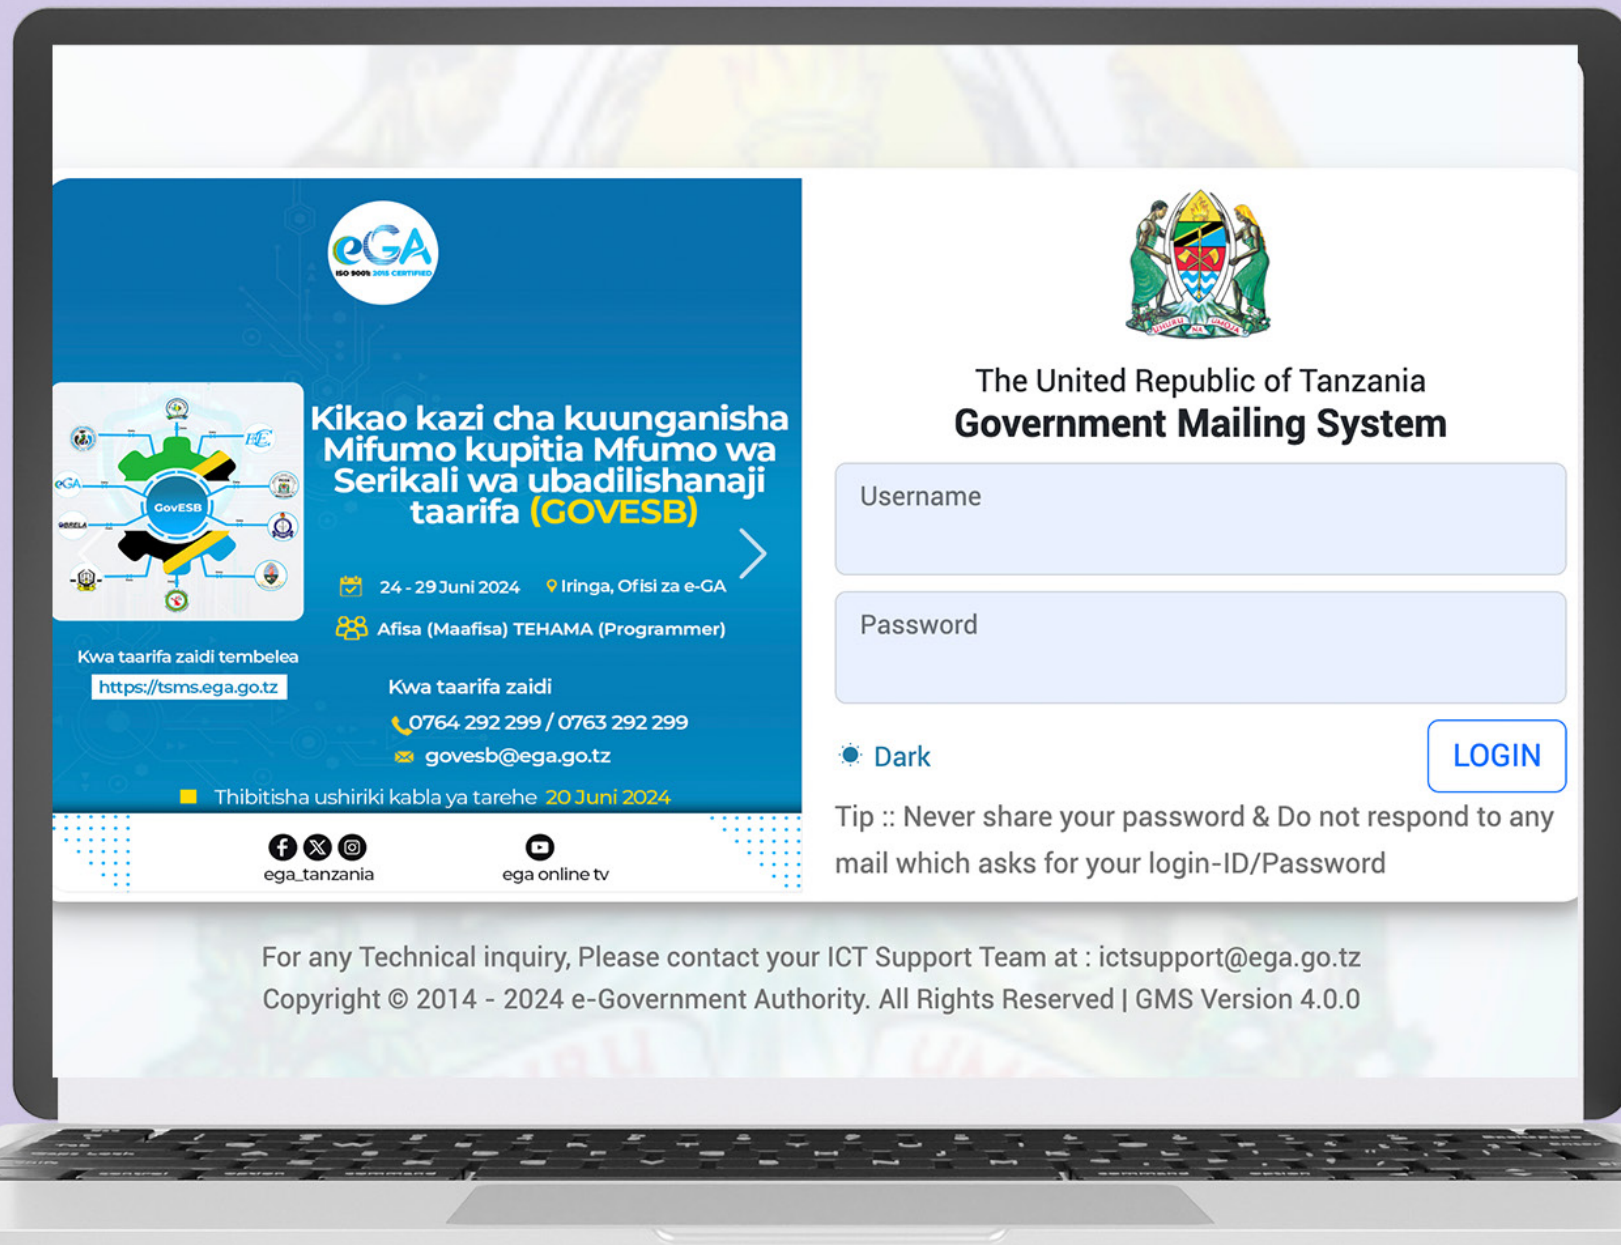 eGA
ISO 9001: 2015 CERTIFIED
Kikao kazi cha kuunganisha
Mifumo kupitia Mfumo wa
Serikali wa ubadilishanaji
taarifa (GOVESB)
eGA
GovESB
BRELA
24 - 29 Juni 2024
Iringa, Ofisi za e-GA
Afisa (Maafisa) TEHAMA (Programmer)
Kwa taarifa zaidi tembelea
https://tsms.ega.go.tz
Kwa taarifa zaidi
0764 292 299 / 0763 292 299
govesb@ega.go.tz
Thibitisha ushiriki kabla ya tarehe 20 Juni 2024
ega_tanzania
ega online tv
UHURU NA UMOJA
The United Republic of Tanzania
Government Mailing System
Username
Password
Dark
LOGIN
Tip :: Never share your password & Do not respond to any
mail which asks for your login-ID/Password
For any Technical inquiry, Please contact your ICT Support Team at : ictsupport@ega.go.tz
Copyright © 2014 - 2024 e-Government Authority. All Rights Reserved | GMS Version 4.0.0